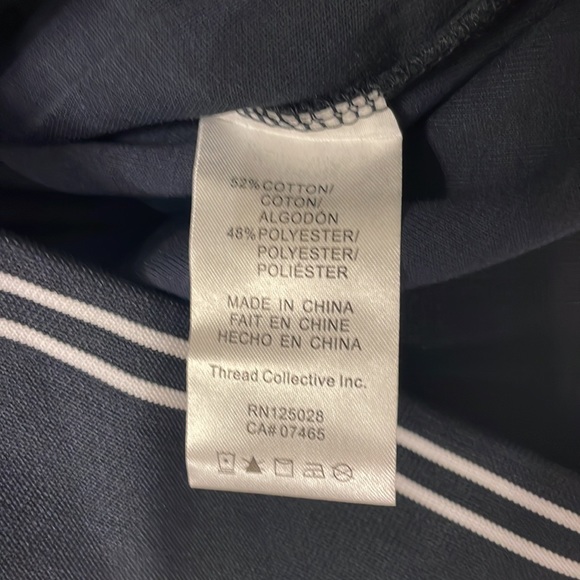 52%COTTON/
COTON/
ALGODÓN
48%POLYESTER/
POLYESTER/
POLIÉSTER
MADE IN CHINA
FAIT EN CHINE
HECHO EN CHINA
Thread Collective Inc.
RN125028
CA# 07465